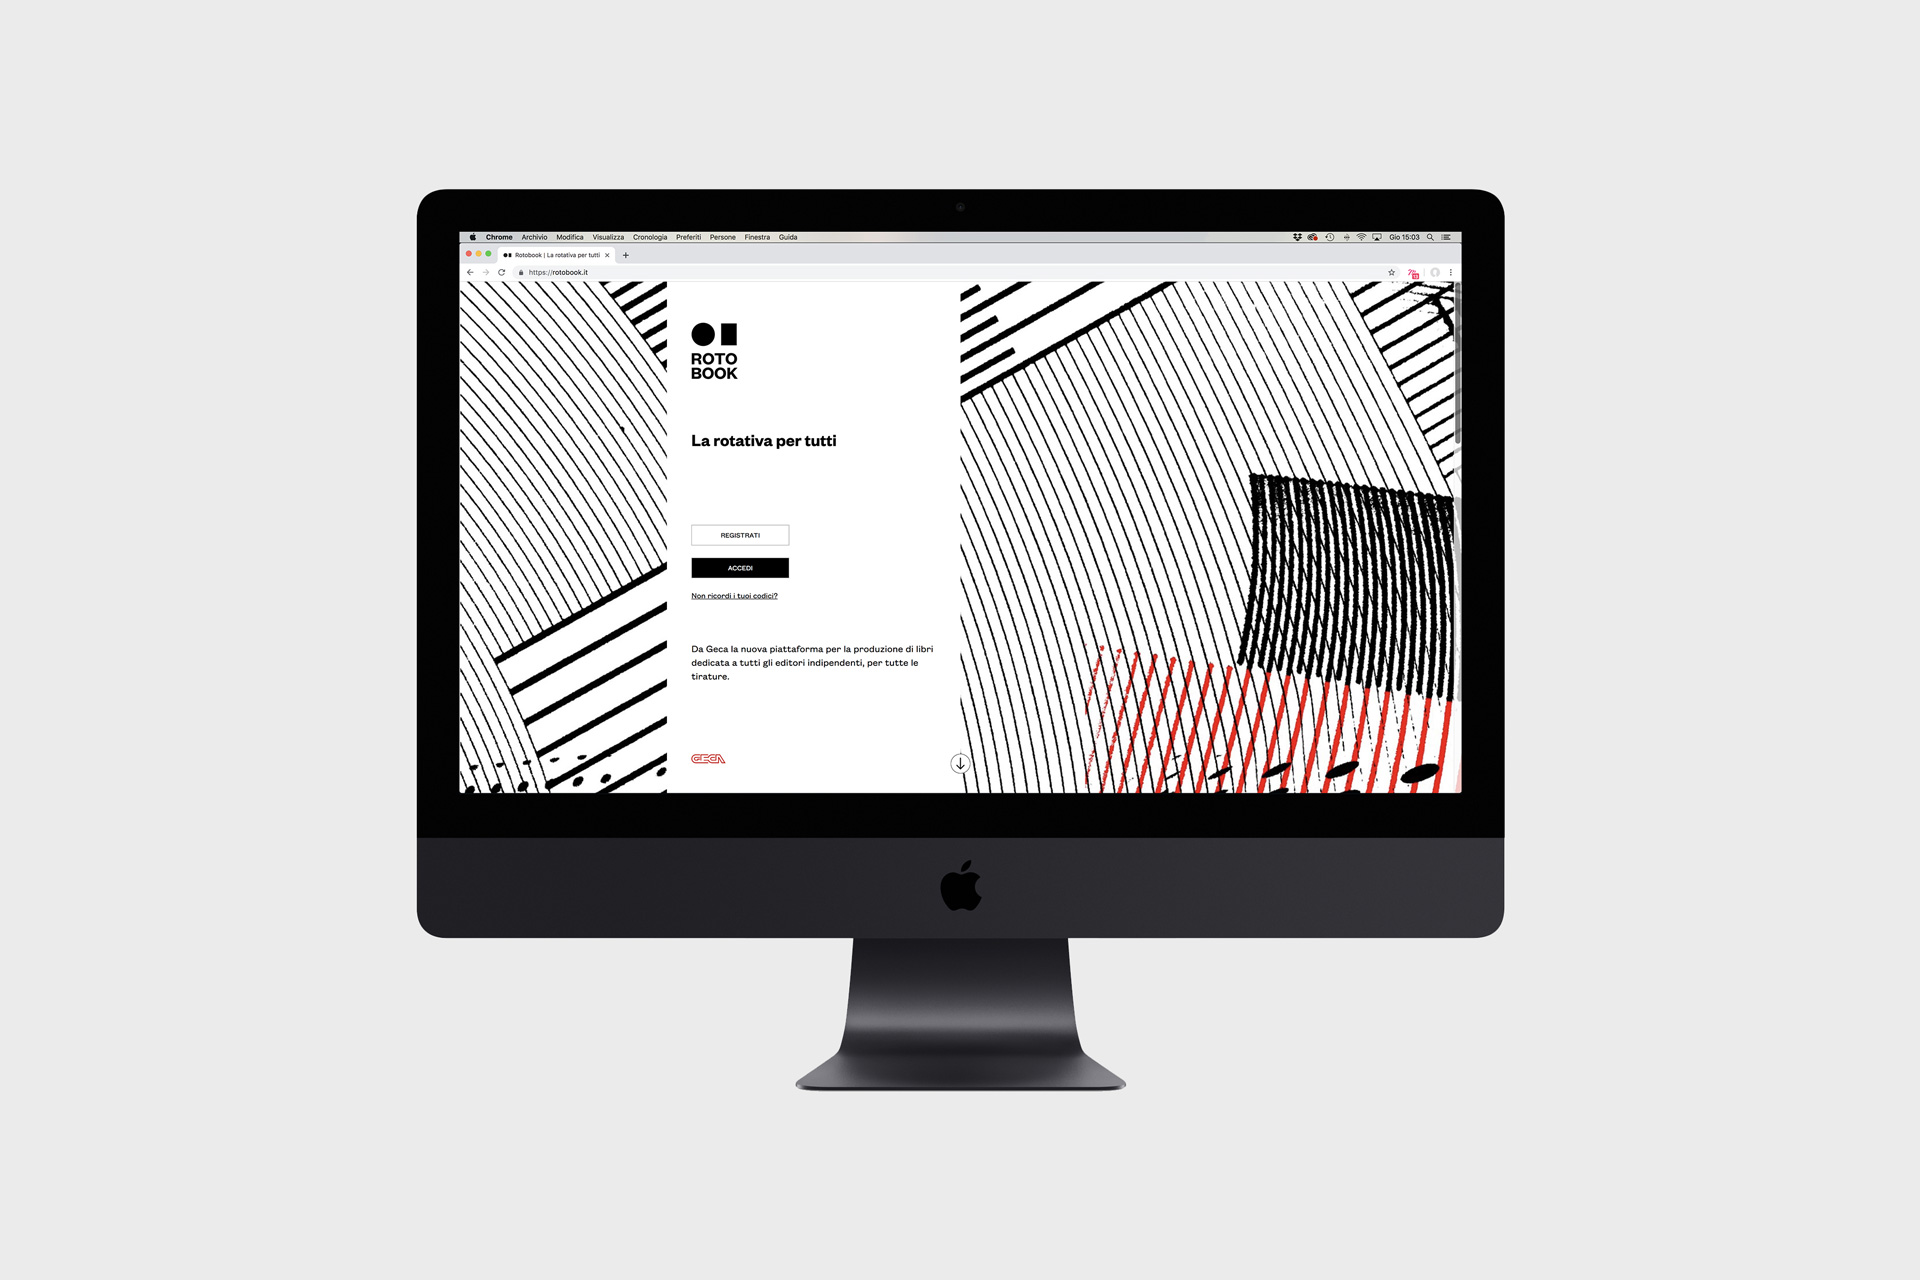 Chrome Archivio Modifica Visualizza Cronologia Preferiti Persone Finestra Guida
Gio 15:03
Rotobook | La rotativa per tutti
https://rotobook.it
ROTO
BOOK
La rotativa per tutti
REGISTRATI
ACCEDI
Non ricordi i tuoi codici?
Da Geca la nuova piattaforma per la produzione di libri
dedicata a tutti gli editori indipendenti, per tutte le
tirature.
GECA